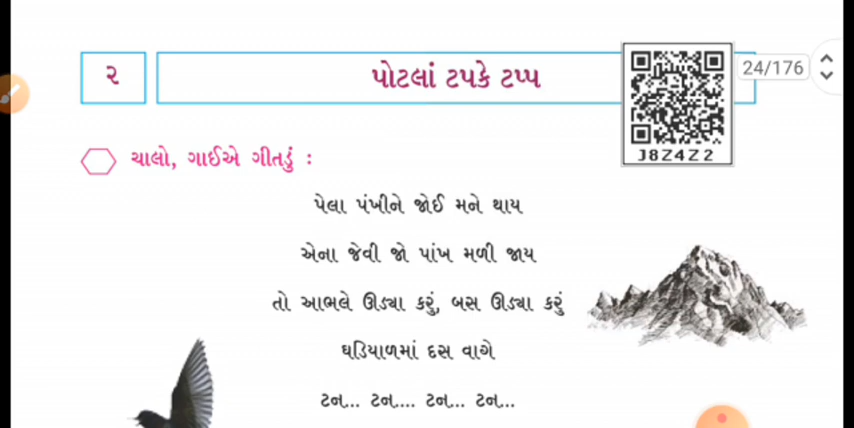 ૨
પોટલાં ટપકે ટપ્પ
J8Z4Z2
24/176
ચાલો, ગાઈએ ગીતડું :
પેલા પંખીને જોઈ મને થાય
એના જેવી જો પાંખ મળી જાય
તો આભલે ઊડ્યા કરું, બસ ઊડ્યા કરું
ઘડિયાળમાં દસ વાગે
ટન... ટન.... ટન... ટન...